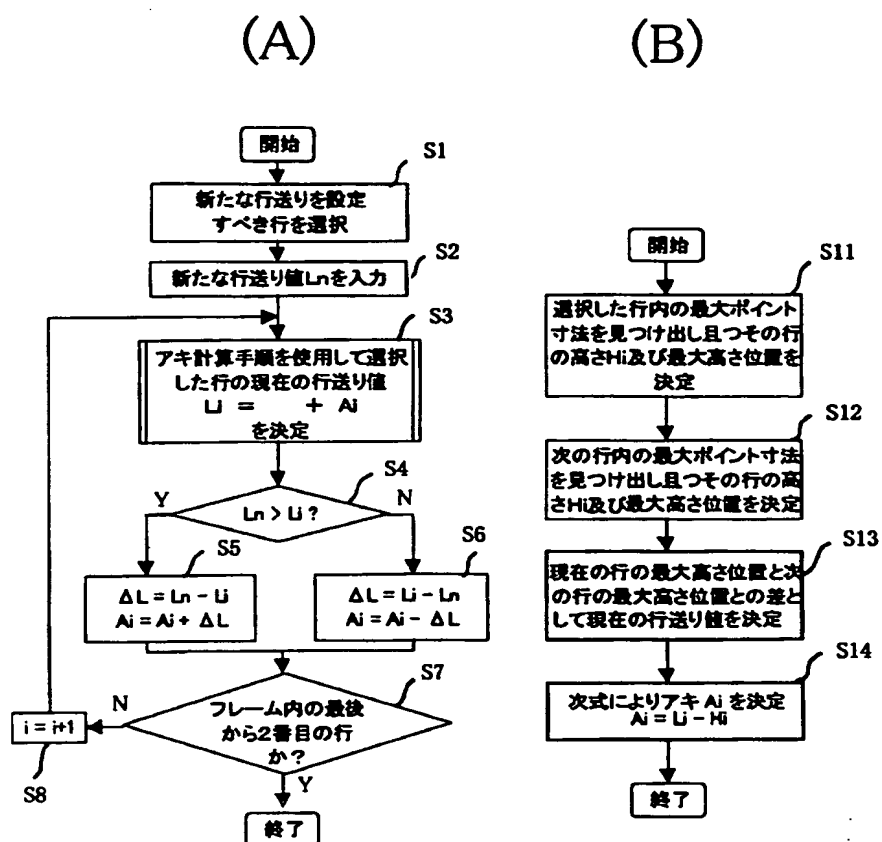 (A)
開始
S1
新たな行送りを設定
すべき行を選択
S2
新たな行送り値Lnを入力
S3
アキ計算手順を使用して選択
した行の現在の行送り値
Li = + Ai
を決定
S4
Y
N
Ln > Li ?
S5
ΔL = Ln - Li
Ai = Ai + ΔL
S6
ΔL = Li - Ln
Ai = Ai - ΔL
S7
N
フレーム内の最後
から2番目の行
か?
i = i+1
S8
Y
終了
(B)
開始
S11
選択した行内の最大ポイント
寸法を見つけ出し且つその行
の高さHi及び最大高さ位置を
決定
S12
次の行内の最大ポイント寸法
を見つけ出し且つその行の高
さHi及び最大高さ位置を決定
S13
現在の行の最大高さ位置と次
の行の最大高さ位置との差と
して現在の行送り値を決定
S14
次式によりアキ Ai を決定
Ai = Li - Hi
終了